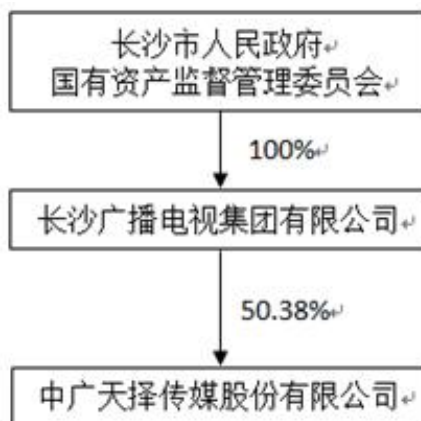 长沙市人民政府
国有资产监督管理委员会
100%
长沙广播电视集团有限公司
50.38%
中广天择传媒股份有限公司